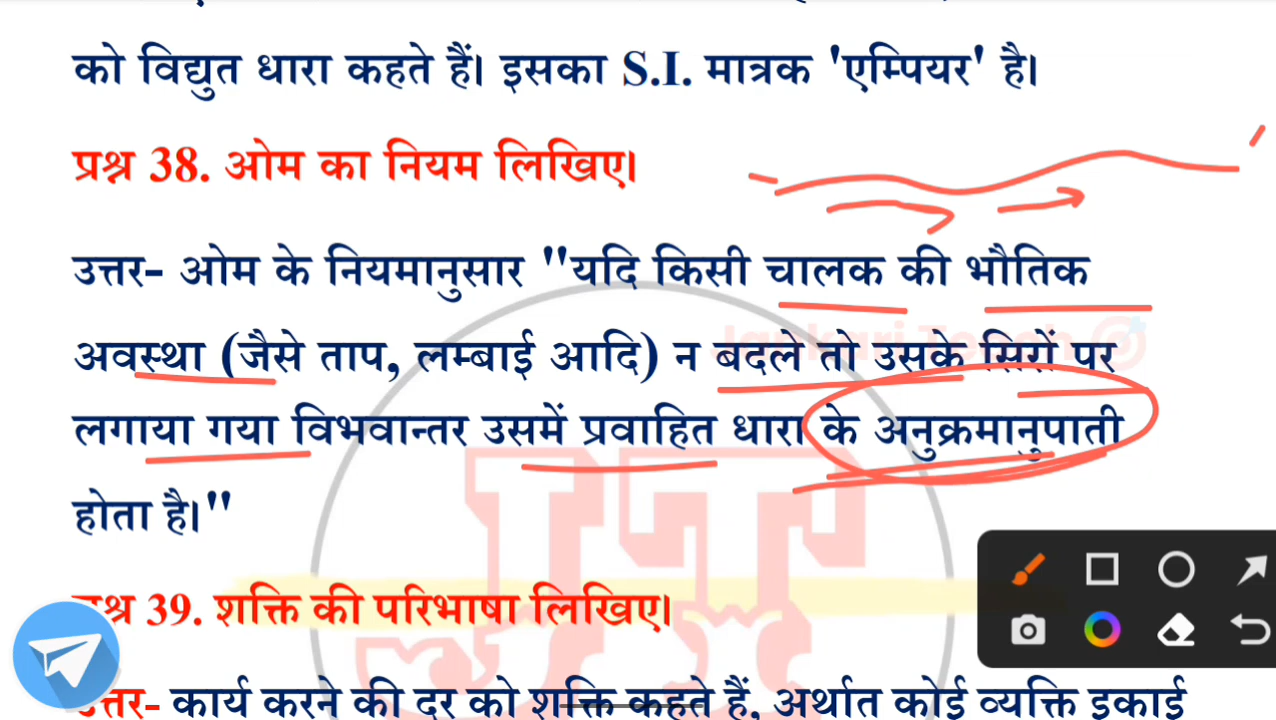 को विद्युत धारा कहते हैं। इसका S.I. मात्रक 'एम्पियर' है।
प्रश्न 38. ओम का नियम लिखिए।
उत्तर- ओम के नियमानुसार "यदि किसी चालक की भौतिक
अवस्था (जैसे ताप, लम्बाई आदि) न बदले तो उसके सिरों पर
लगाया गया विभवान्तर उसमें प्रवाहित धारा के अनुक्रमानुपाती
होता है।"
39. शक्ति की परिभाषा लिखिए।
उत्तर- कार्य करने की दर को शक्ति कहते हैं, अर्थात कोई व्यक्ति इकाई